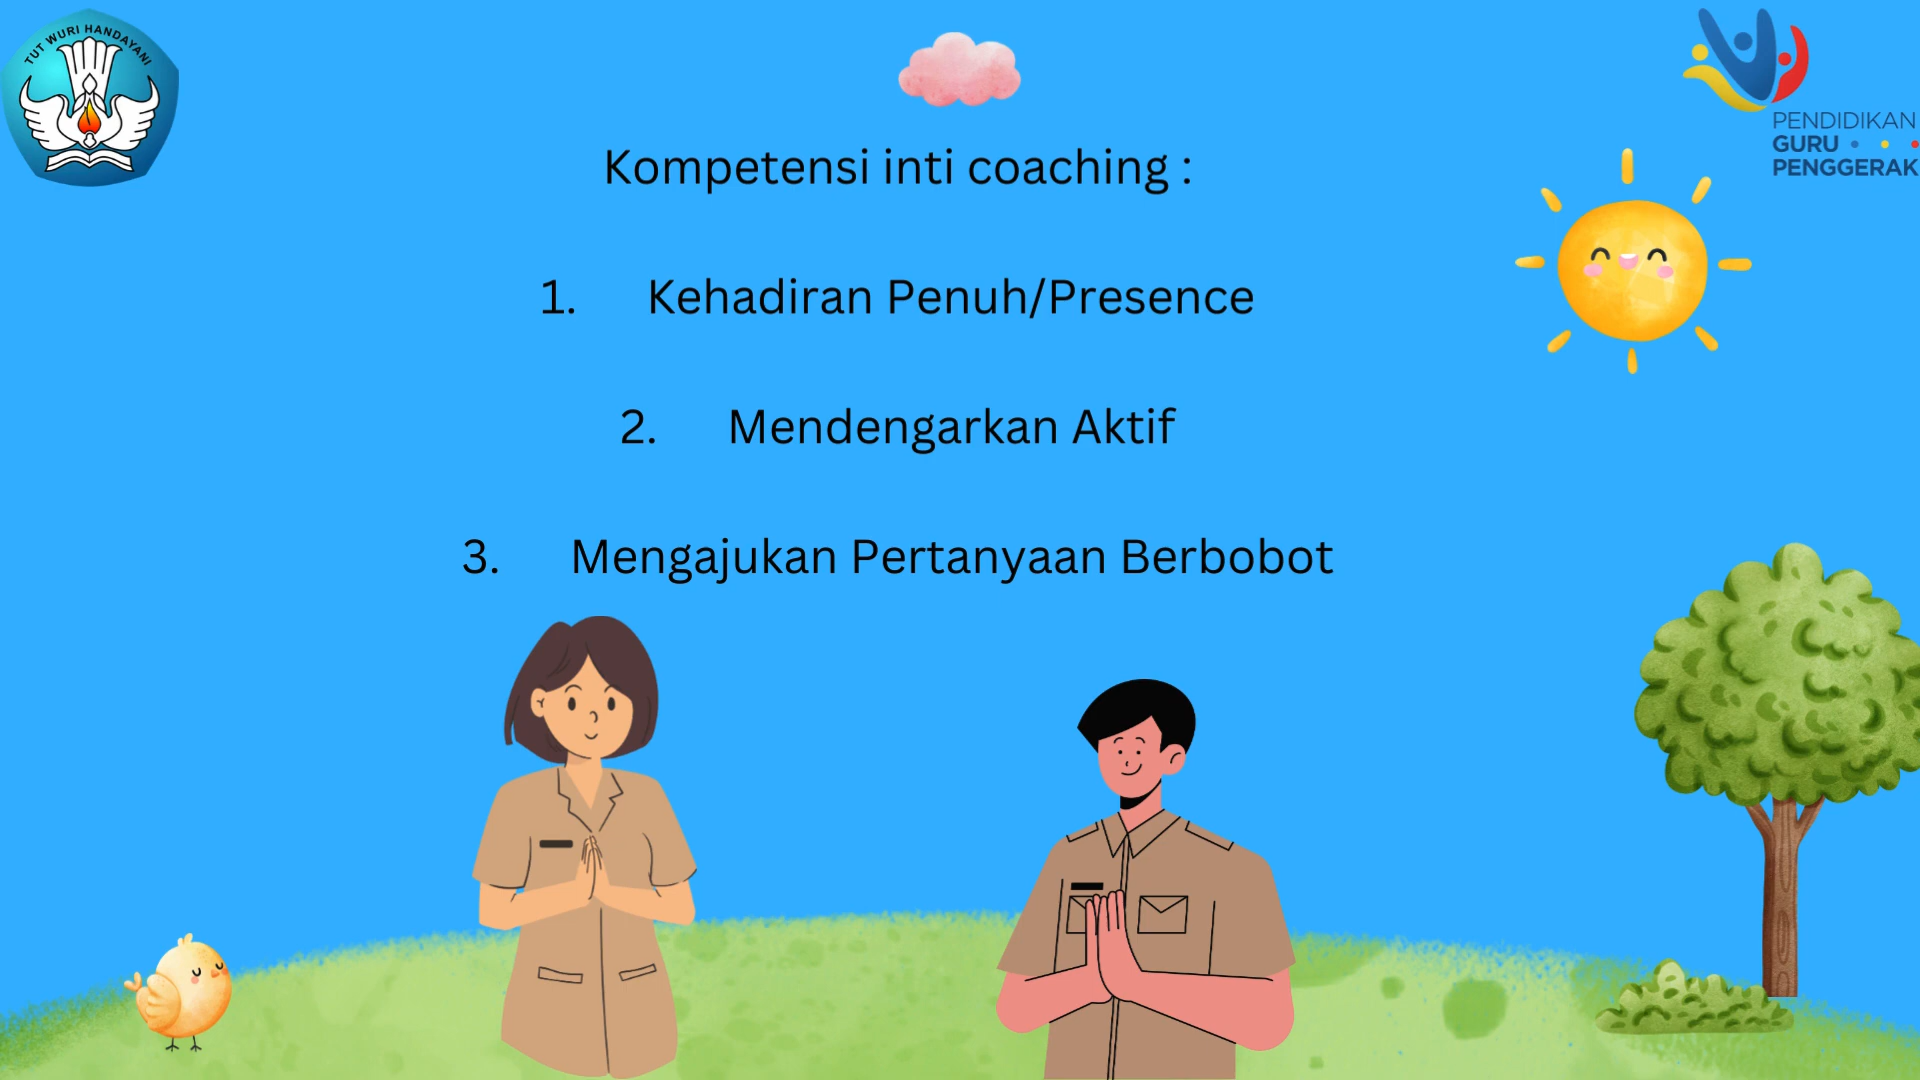 TUT WURI HANDAYANI
PENDIDIKAN
GURU
PENGGERAK
Kompetensi inti coaching :
1. Kehadiran Penuh/Presence
2. Mendengarkan Aktif
3. Mengajukan Pertanyaan Berbobot